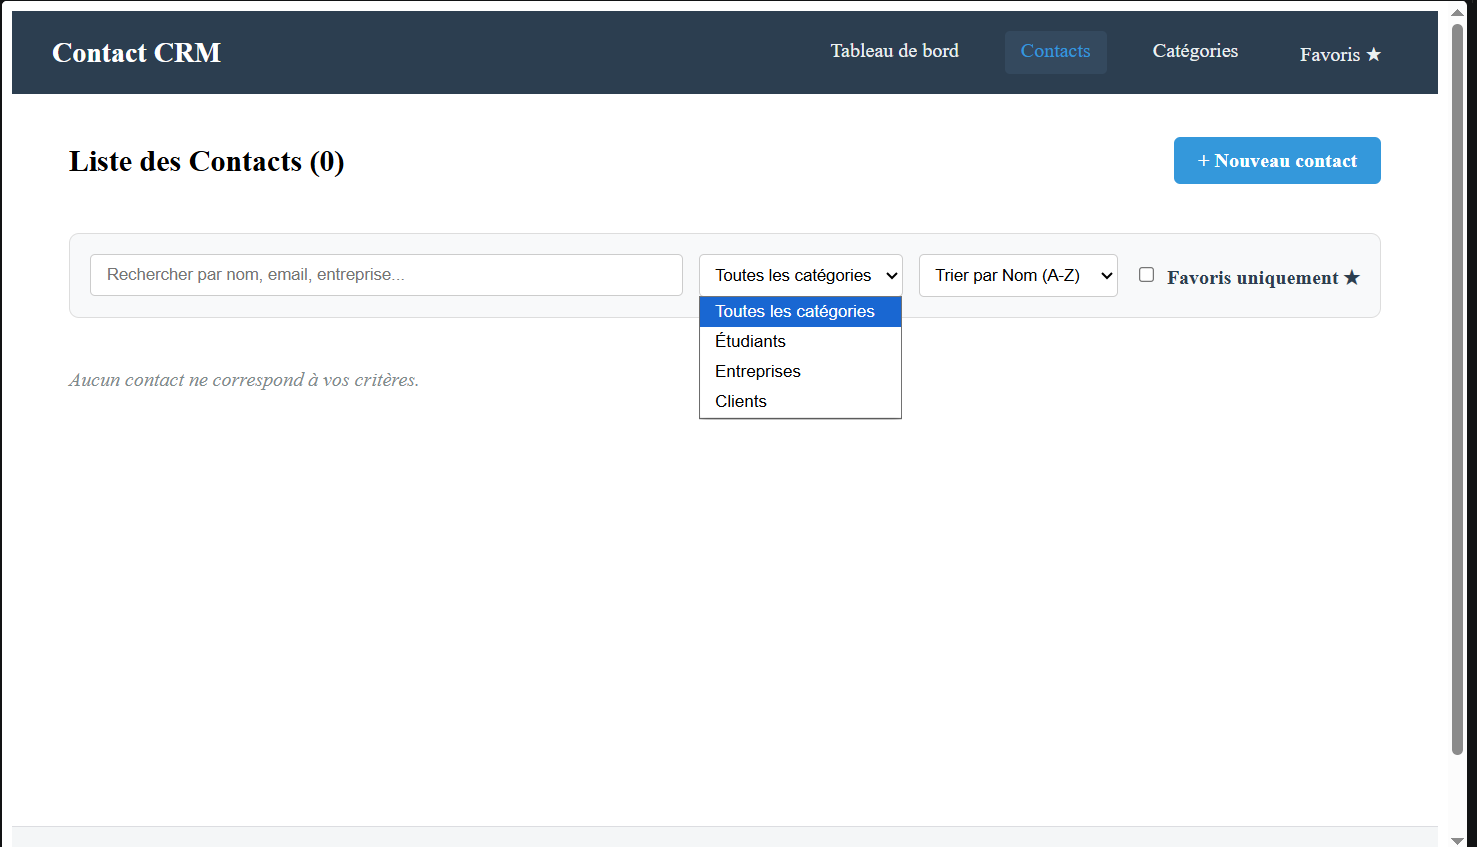 Contact CRM
Tableau de bord
Contacts
Catégories
Favoris ★
Liste des Contacts (0)
+ Nouveau contact
Rechercher par nom, email, entreprise...
Toutes les catégories
Trier par Nom (A-Z)
Favoris uniquement ★
Toutes les catégories
Étudiants
Entreprises
Clients
Aucun contact ne correspond à vos critères.